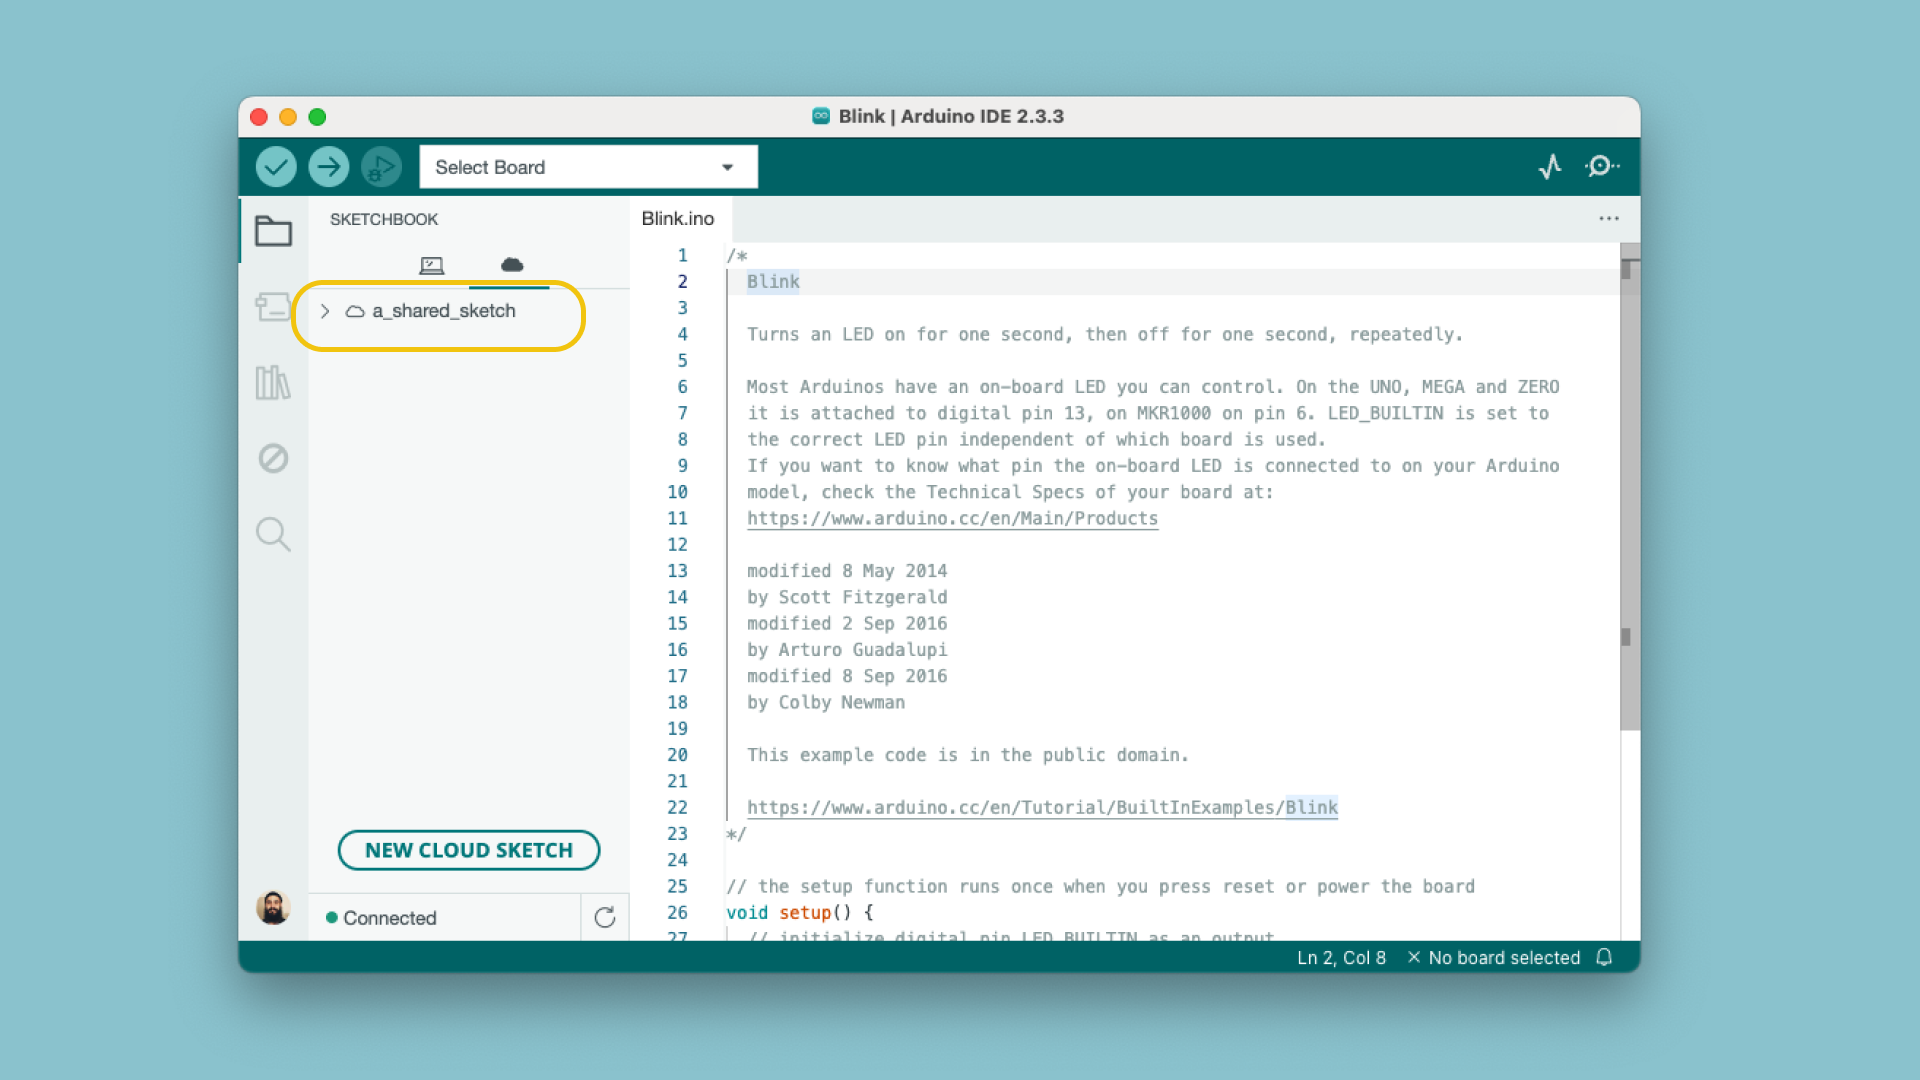 Blink | Arduino IDE 2.3.3
Select Board
SKETCHBOOK
a_shared_sketch
NEW CLOUD SKETCH
Connected
Blink.ino
1 /*
2 Blink
3
4 Turns an LED on for one second, then off for one second, repeatedly.
5
6 Most Arduinos have an on-board LED you can control. On the UNO, MEGA and ZERO
7 it is attached to digital pin 13, on MKR1000 on pin 6. LED_BUILTIN is set to
8 the correct LED pin independent of which board is used.
9 If you want to know what pin the on-board LED is connected to on your Arduino
10 model, check the Technical Specs of your board at:
11 https://www.arduino.cc/en/Main/Products
12
13 modified 8 May 2014
14 by Scott Fitzgerald
15 modified 2 Sep 2016
16 by Arturo Guadalupi
17 modified 8 Sep 2016
18 by Colby Newman
19
20 This example code is in the public domain.
21
22 https://www.arduino.cc/en/Tutorial/BuiltInExamples/Blink
23 */
24
25 // the setup function runs once when you press reset or power the board
26 void setup() {
27 // initialize digital pin LED_BUILTIN as an output.
Ln 2, Col 8 × No board selected